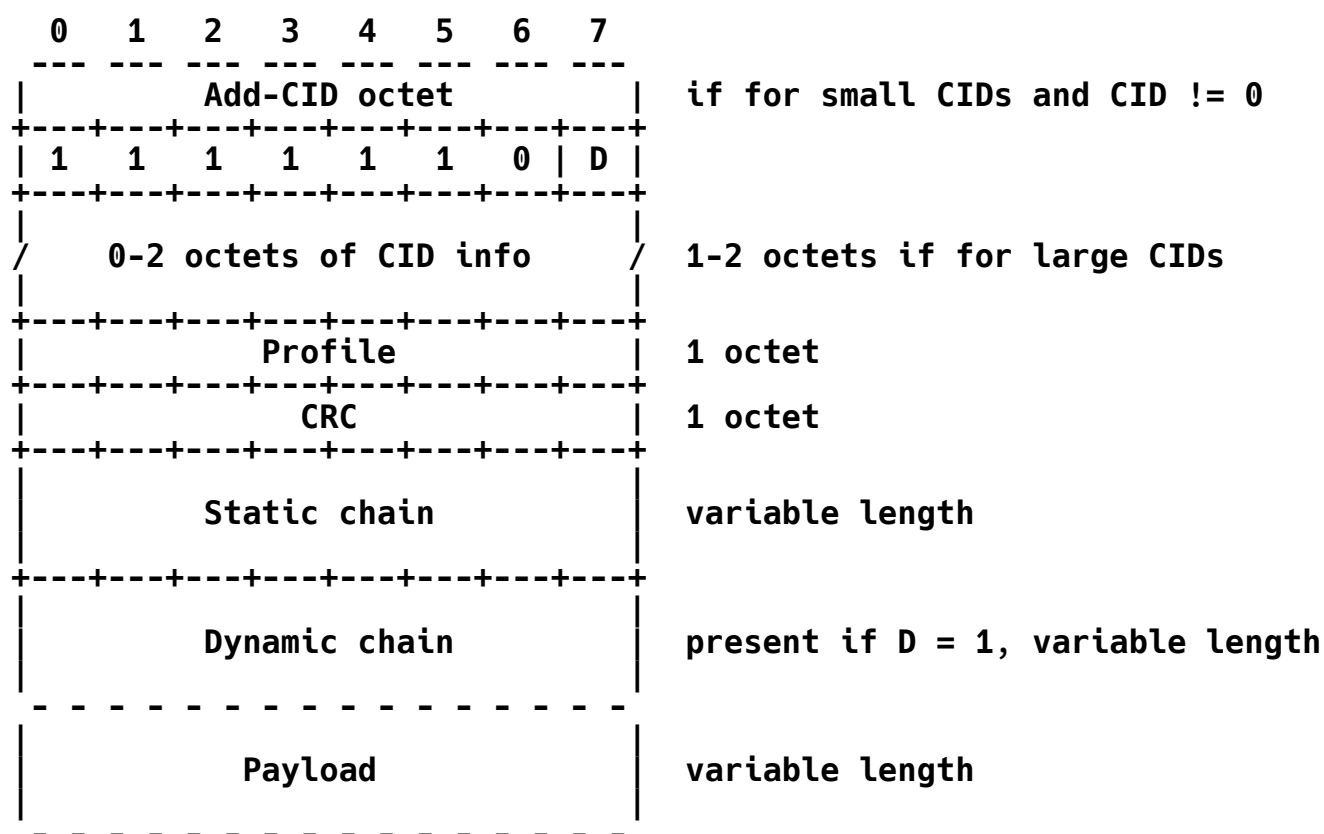 0 1 2 3 4 5 6 7
--- --- --- --- --- --- --- ---
| Add-CID octet | if for small CIDs and CID != 0
+---+---+---+---+---+---+---+---+
| 1 1 1 1 1 1 0 | D |
+---+---+---+---+---+---+---+---+
| |
/ 0-2 octets of CID info / 1-2 octets if for large CIDs
| |
+---+---+---+---+---+---+---+---+
| Profile | 1 octet
+---+---+---+---+---+---+---+---+
| CRC | 1 octet
+---+---+---+---+---+---+---+---+
| |
| Static chain | variable length
| |
+---+---+---+---+---+---+---+---+
| |
| Dynamic chain | present if D = 1, variable length
| |
- - - - - - - - - - - - - - - -
| |
| Payload | variable length
| |
- - - - - - - - - - - - - - - -